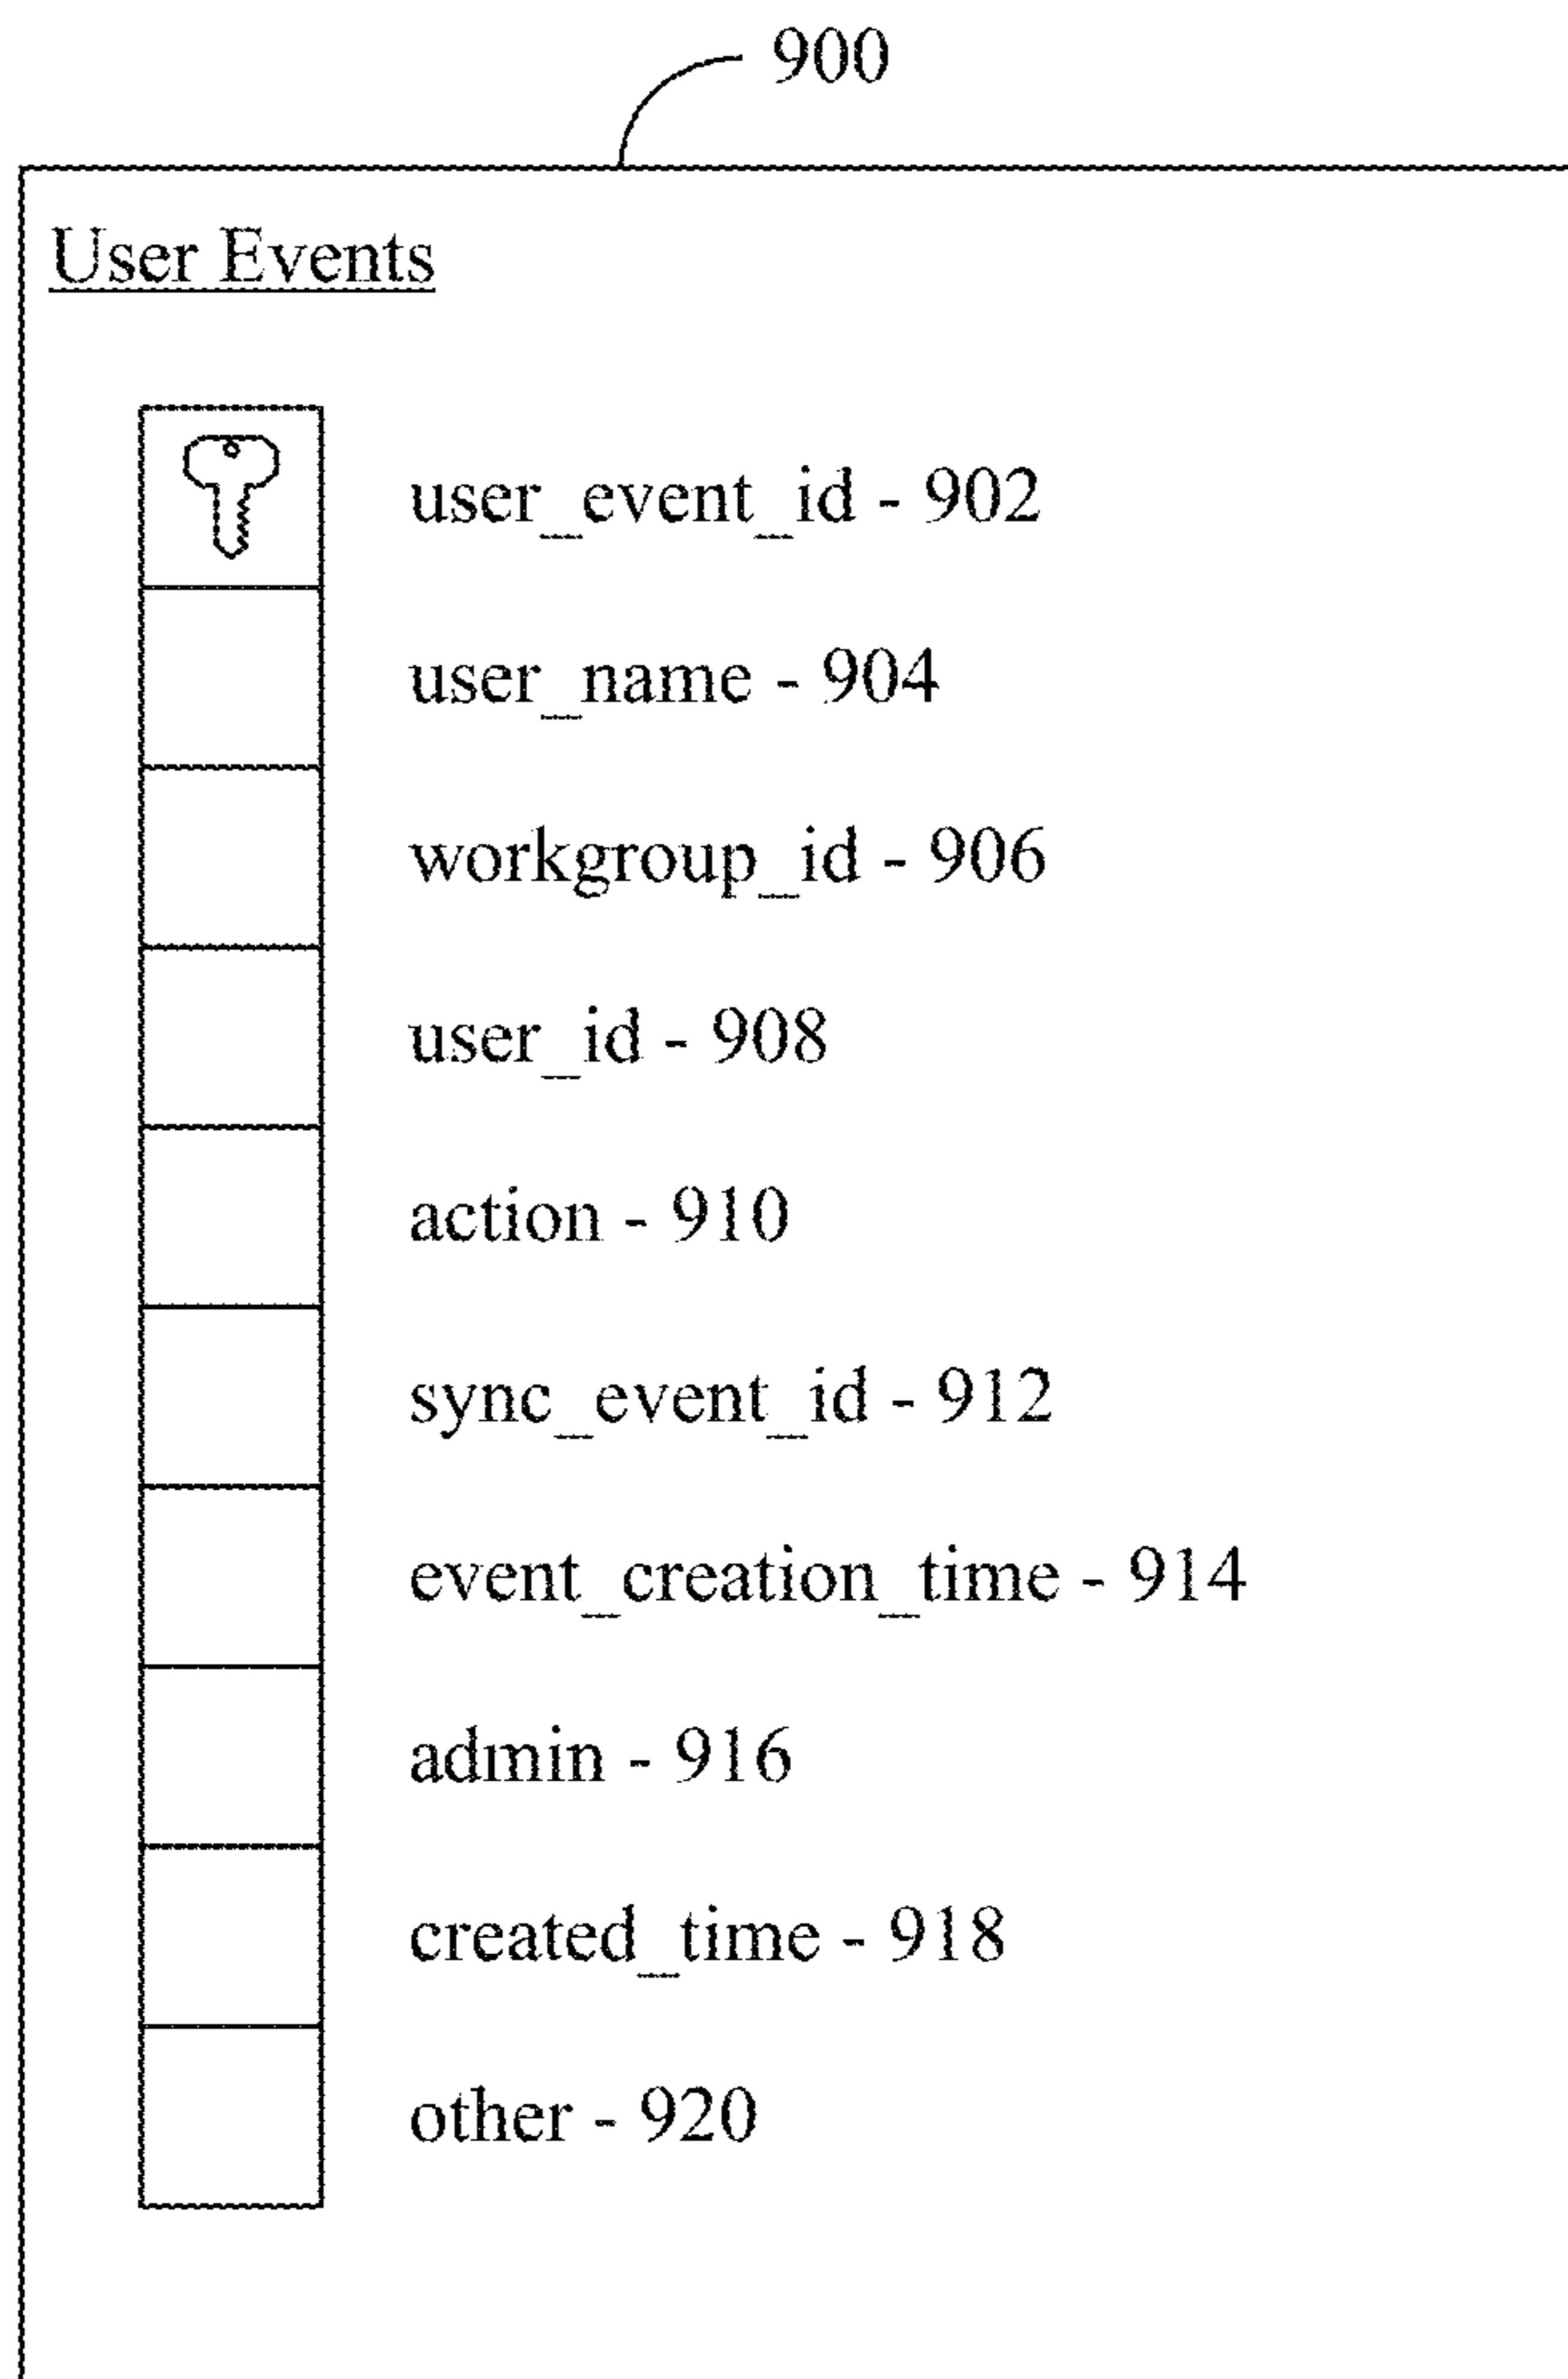 900
User Events
user_event_id - 902
user_name - 904
workgroup_id - 906
user_id - 908
action - 910
sync_event_id - 912
event_creation_time - 914
admin - 916
created_time - 918
other - 920